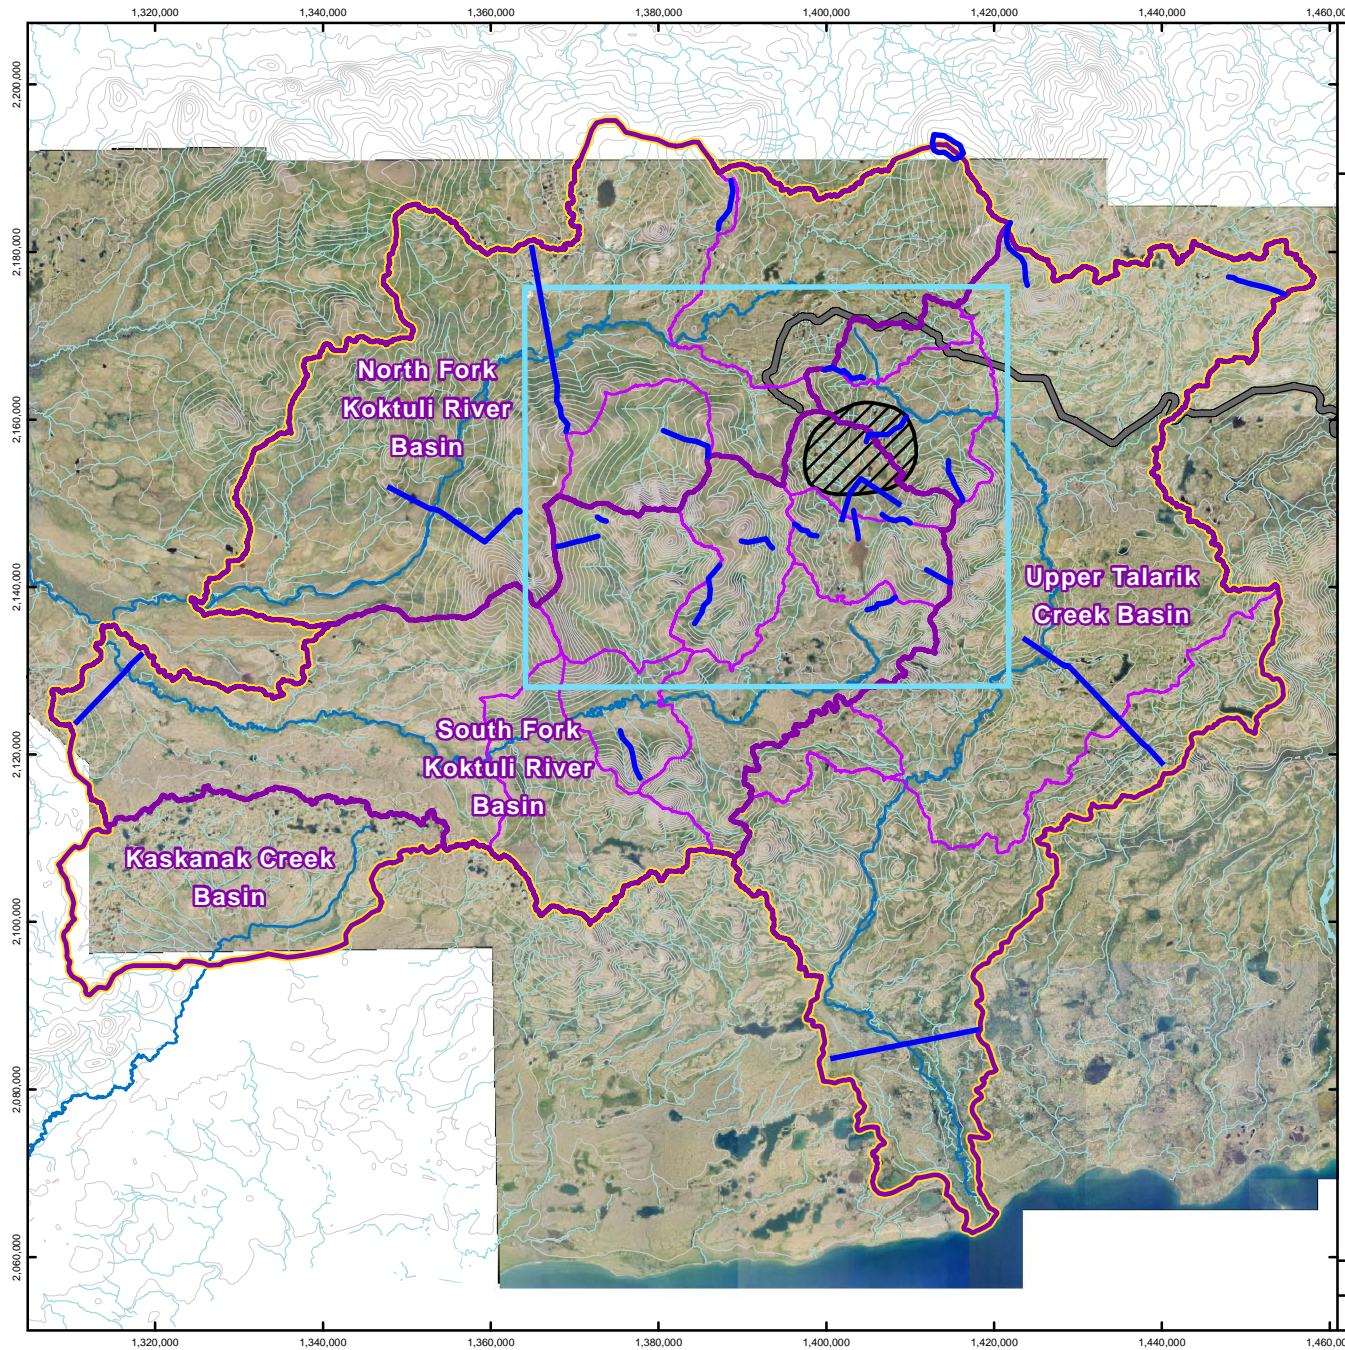 1,320,000 1,340,000 1,360,000 1,380,000 1,400,000 1,420,000 1,440,000 1,460,0
2,200,000
2,180,000
2,160,000
2,140,000
2,120,000
2,100,000
2,080,000
2,060,000
North Fork
Koktuli River
Basin
Upper Talarik
Creek Basin
South Fork
Koktuli River
Basin
Kaskanak Creek
Basin
1,320,000 1,340,000 1,360,000 1,380,000 1,400,000 1,420,000 1,440,000 1,460,00